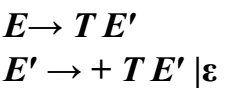 E→ T E′
E′ → + T E′ |ε